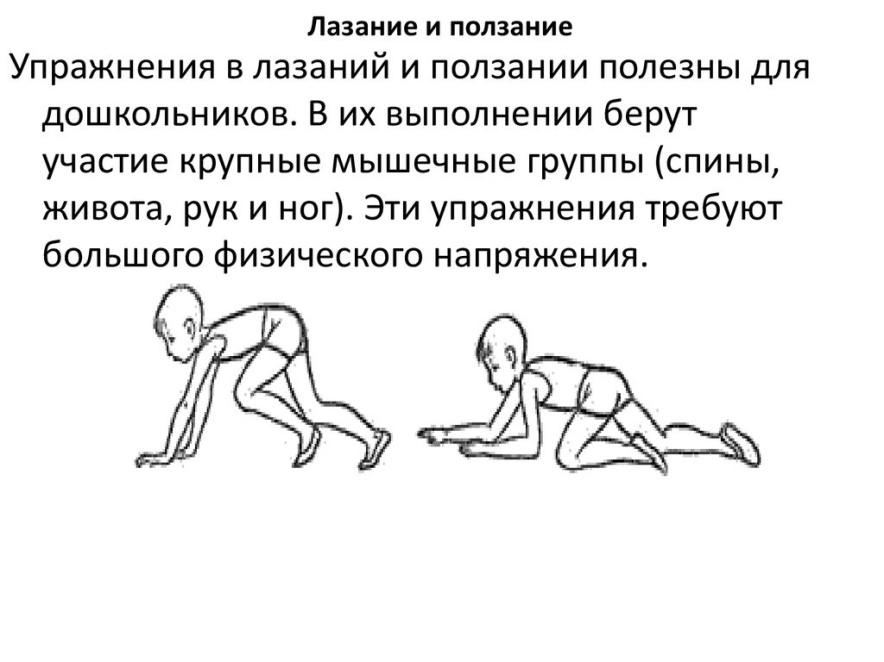 Лазание и ползание
Упражнения в лазаний и ползании полезны для
дошкольников. В их выполнении берут
участие крупные мышечные группы (спины,
живота, рук и ног). Эти упражнения требуют
большого физического напряжения.